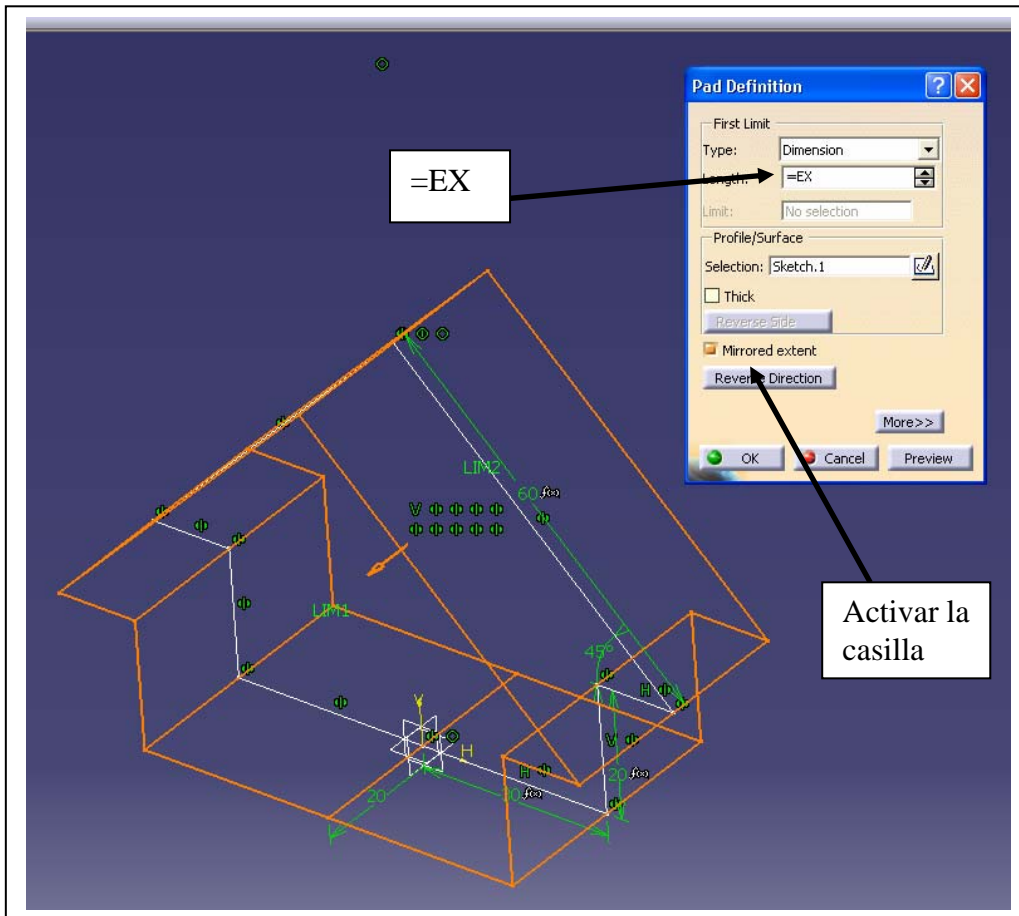 Pad Definition
First Limit
Type: Dimension
Length: =EX
Limit: No selection
Profile/Surface
Selection: Sketch.1
Thick
Reverse Side
Mirrored extent
Reverse Direction
More>>
OK Cancel Preview
=EX
Activar la
casilla
LIM2
60 f(x)
V
LIM1
45°
H
V
Y
H
H
V
20 f(x)
20
30 f(x)